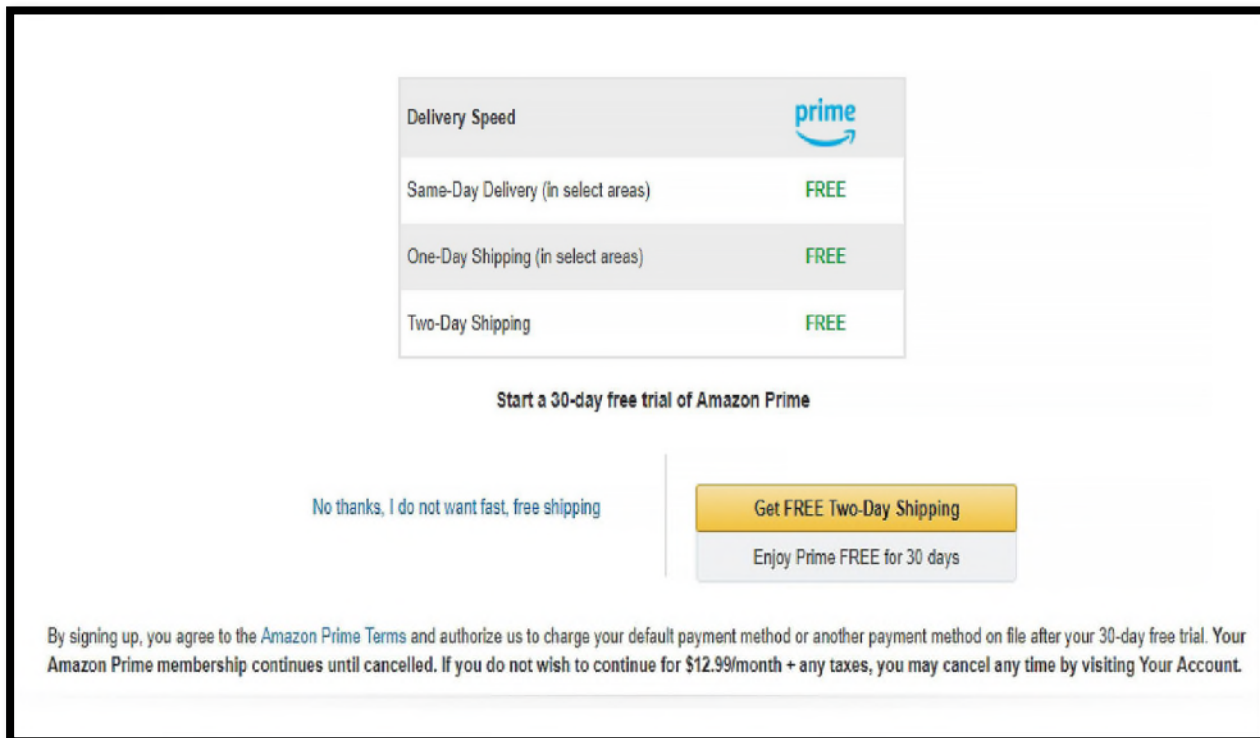 Delivery Speed prime
Same-Day Delivery (in select areas) FREE
One-Day Shipping (in select areas) FREE
Two-Day Shipping FREE
Start a 30-day free trial of Amazon Prime
No thanks, I do not want fast, free shipping
Get FREE Two-Day Shipping
Enjoy Prime FREE for 30 days
By signing up, you agree to the Amazon Prime Terms and authorize us to charge your default payment method or another payment method on file after your 30-day free trial. Your
Amazon Prime membership continues until cancelled. If you do not wish to continue for $12.99/month + any taxes, you may cancel any time by visiting Your Account.